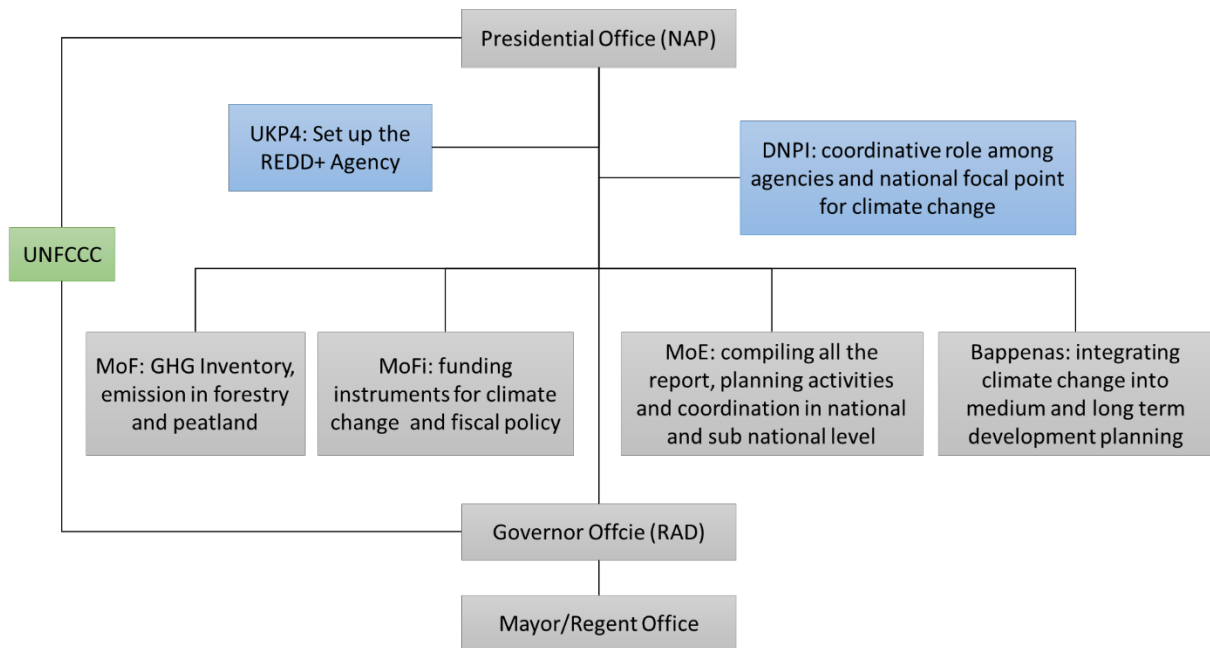 Presidential Office (NAP)
UKP4: Set up the
REDD+ Agency
DNPI: coordinative role among
agencies and national focal point
for climate change
UNFCCC
MoF: GHG Inventory,
emission in forestry
and peatland
MoFi: funding
instruments for climate
change and fiscal policy
MoE: compiling all the
report, planning activities
and coordination in national
and sub national level
Bappenas: integrating
climate change into
medium and long term
development planning
Governor Offcie (RAD)
Mayor/Regent Office